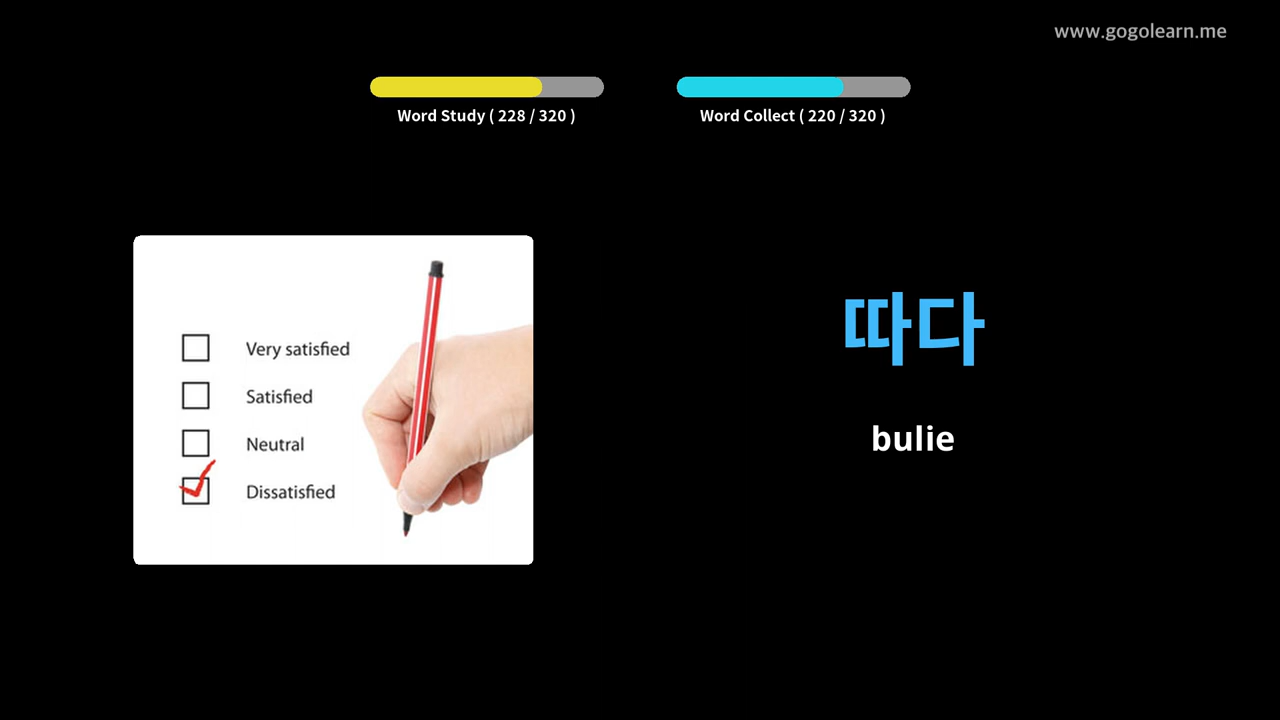 www.gogolearn.me
Word Study ( 228 / 320 )
Word Collect ( 220 / 320 )
Very satisfied
Satisfied
Neutral
Dissatisfied
따다
bulie